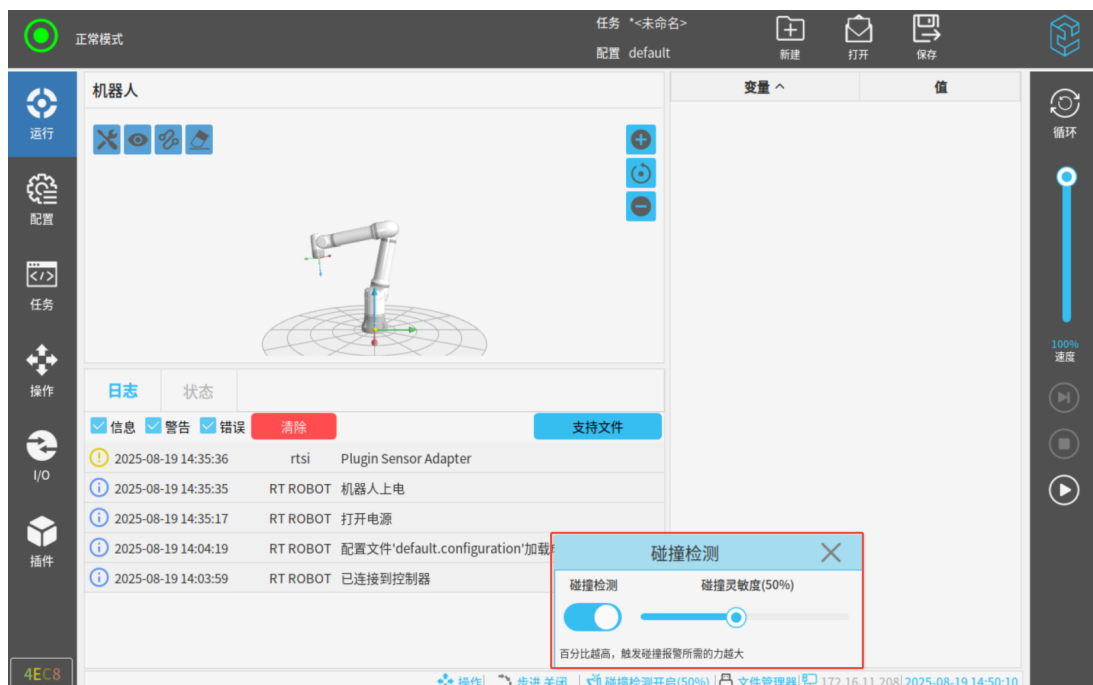 正常模式
任务 *<未命名>
配置 default
新建
打开
保存
运行
配置
任务
操作
I/O
插件
4EC8
机器人
变量
值
循环
100%
速度
日志
状态
信息
警告
错误
清除
支持文件
2025-08-19 14:35:36 rtsi Plugin Sensor Adapter
2025-08-19 14:35:35 RT ROBOT 机器人上电
2025-08-19 14:35:17 RT ROBOT 打开电源
2025-08-19 14:04:19 RT ROBOT 配置文件'default.configuration'加载
2025-08-19 14:03:59 RT ROBOT 已连接到控制器
碰撞检测
碰撞检测 碰撞灵敏度(50%)
百分比越高，触发碰撞报警所需的力越大
操作 步进 关闭 碰撞检测开启(50%) 文件管理器 172.16.11.208 2025-08-19 14:50:10